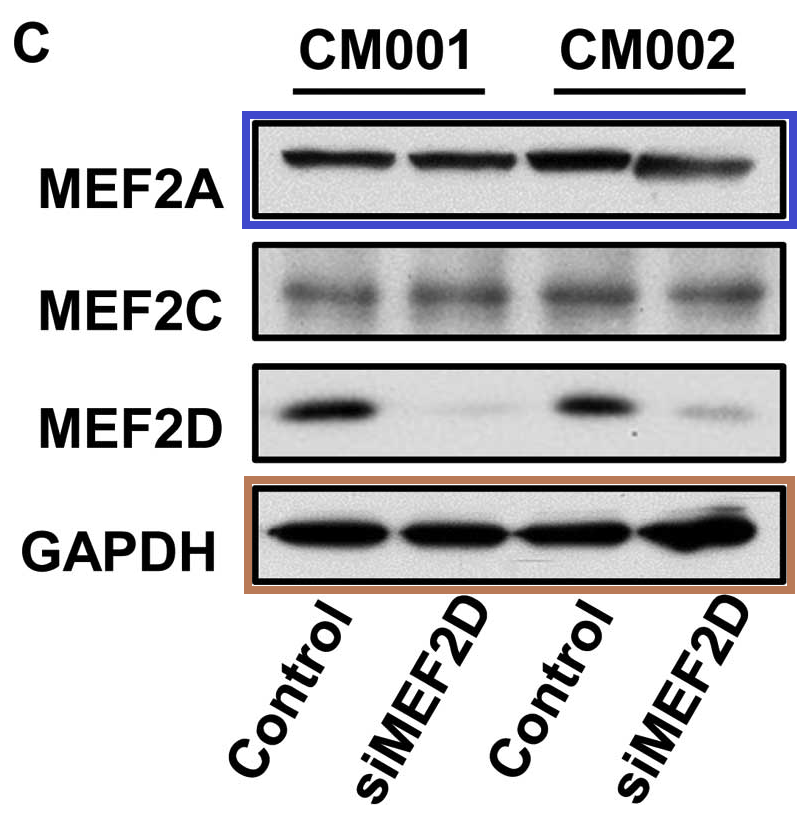 C
CM001 CM002
MEF2A
MEF2C
MEF2D
GAPDH
Control siMEF2D Control siMEF2D